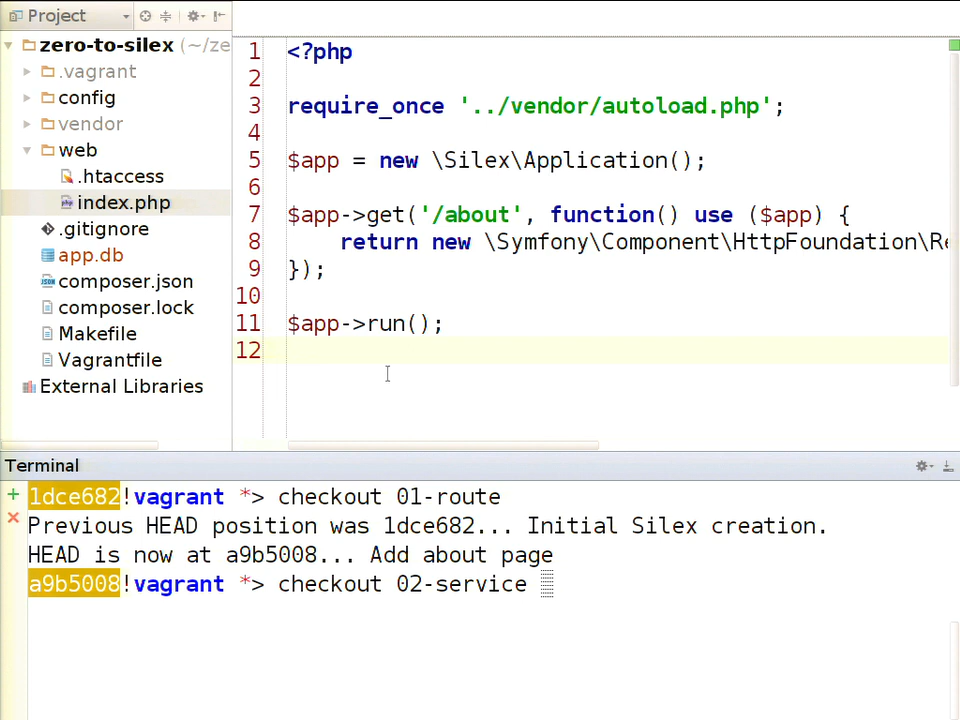 Project
zero-to-silex (~/ze
.vagrant
config
vendor
web
.htaccess
index.php
.gitignore
app.db
composer.json
composer.lock
Makefile
Vagrantfile
External Libraries
1 <?php
2
3 require_once '../vendor/autoload.php';
4
5 $app = new \Silex\Application();
6
7 $app->get('/about', function() use ($app) {
8 return new \Symfony\Component\HttpFoundation\Re
9 });
10
11 $app->run();
12
Terminal
1dce682!vagrant *> checkout 01-route
Previous HEAD position was 1dce682... Initial Silex creation.
HEAD is now at a9b5008... Add about page
a9b5008!vagrant *> checkout 02-service